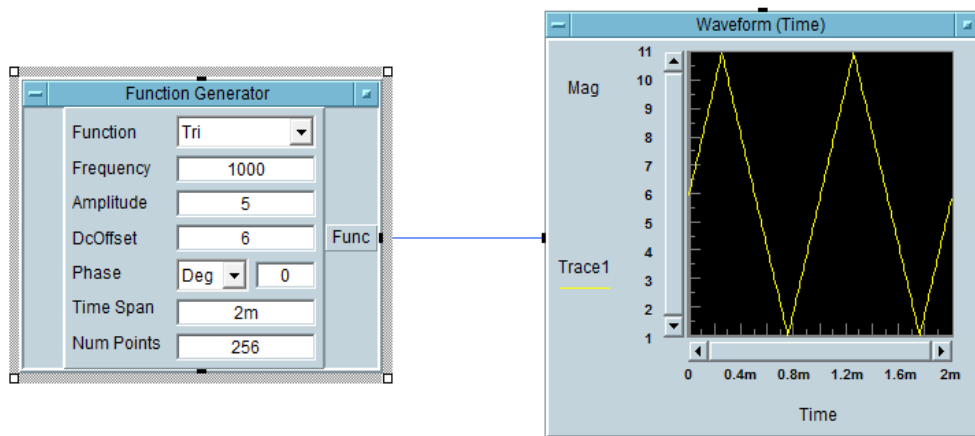 Function Generator
Function Tri
Frequency 1000
Amplitude 5
DcOffset 6
Func
Phase Deg 0
Time Span 2m
Num Points 256
Waveform (Time)
Mag
Trace1
11
10
9
8
7
6
5
4
3
2
1
0 0.4m 0.8m 1.2m 1.6m 2m
Time